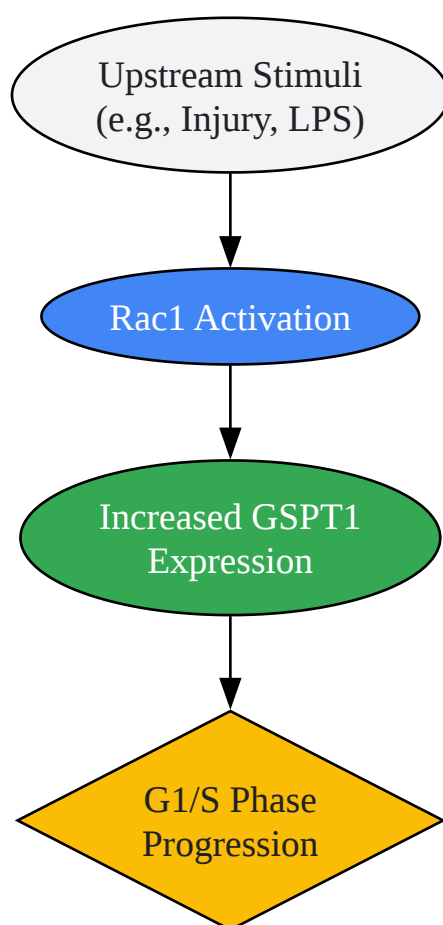 Upstream Stimuli
(e.g., Injury, LPS)
Rac1 Activation
Increased GSPT1
Expression
G1/S Phase
Progression